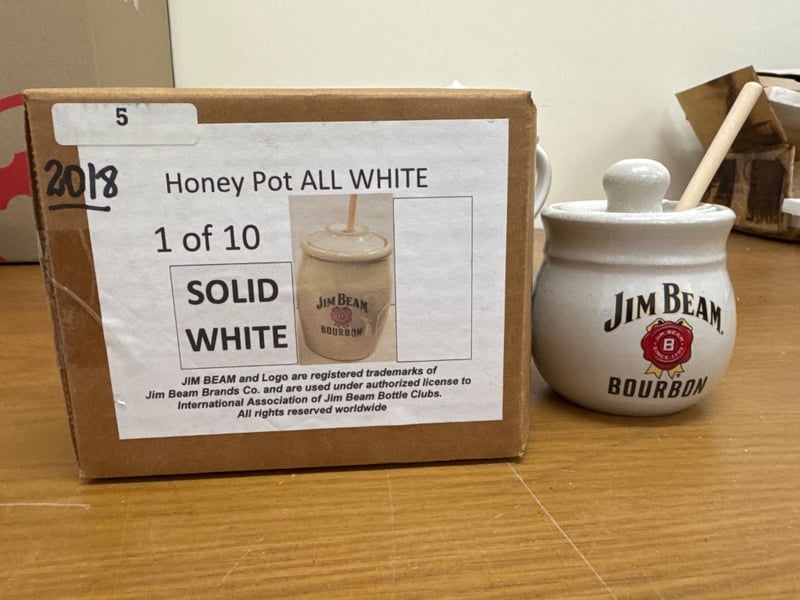 5
2018
Honey Pot ALL WHITE
1 of 10
SOLID
WHITE
JIM BEAM
BOURBON
JIM BEAM and Logo are registered trademarks of
Jim Beam Brands Co. and are used under authorized license to
International Association of Jim Beam Bottle Clubs.
All rights reserved worldwide
JIM BEAM
B
SINCE 1795
BOURBON